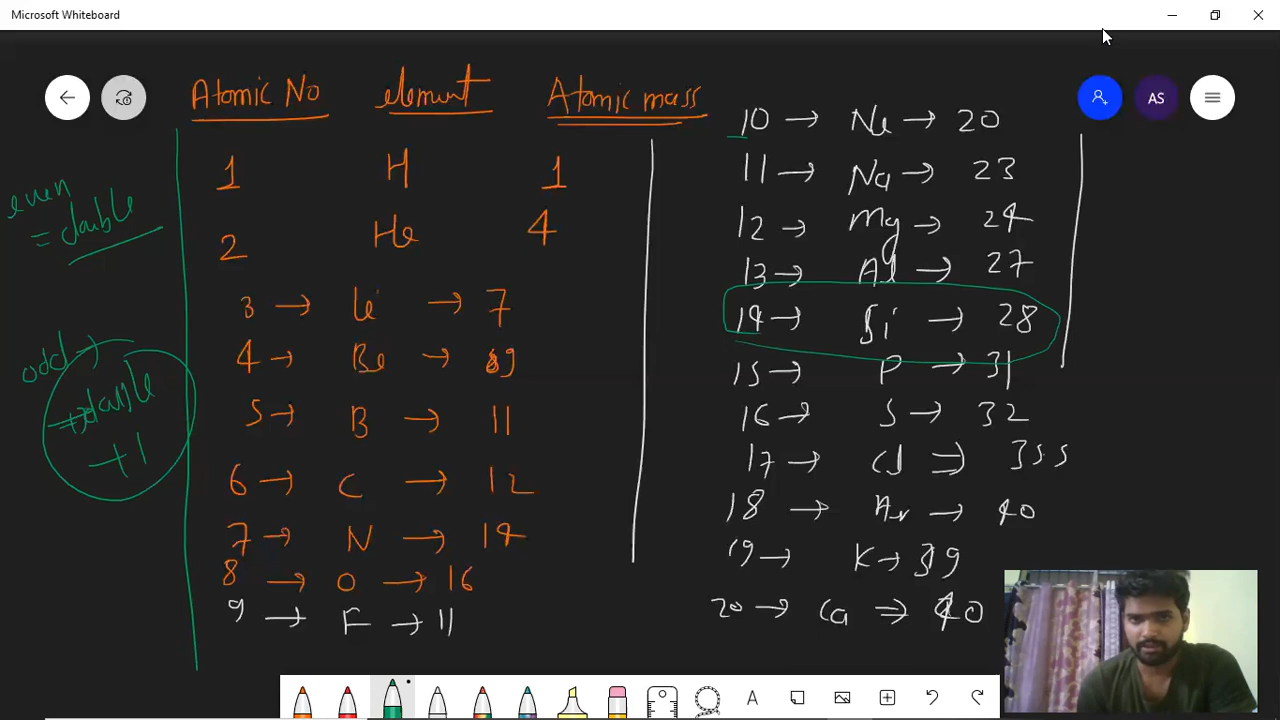 Microsoft Whiteboard
Atomic No element Atomic mass
1 H 1
2 He 4
3 → Li → 7
4 → Be → 9
5 → B → 11
6 → C → 12
7 → N → 14
8 → O → 16
9 → F → 11
10 → Ne → 20
11 → Na → 23
12 → Mg → 24
13 → Al → 27
14 → Si → 28
15 → P → 31
16 → S → 32
17 → Cl ⇒ 35.5
18 → Ar → 40
19 → K → 39
20 → Ca → 40
even
= double
odd →
double
+1
AS
A